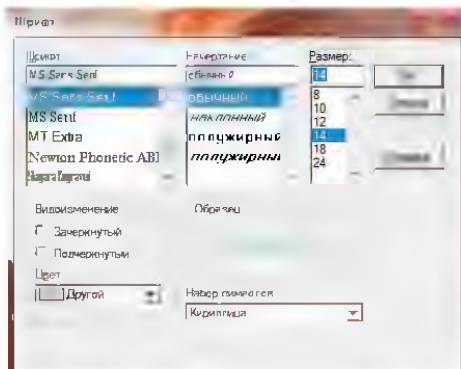 Шрифт
Шрифт
Начертание
Размер:
MS Sans Serif
обычный
14
MS Sans Serif
MS Serif
MT Extra
Newton Phonetic ABI
обычный
наклонный
полужирный
полужирный
8
10
12
14
18
24
Видоизменение
Образец
Зачеркнутый
Подчеркнутый
Цвет
Другой
Набор символов
Кириллица